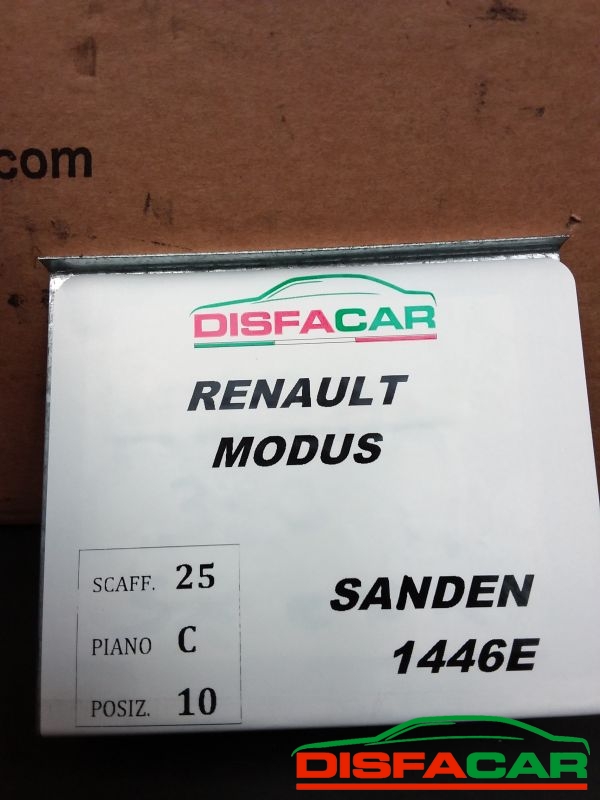 .com
DISFACAR
RENAULT
MODUS
SCAFF. 25
PIANO C
POSIZ. 10
SANDEN
1446E
DISFACAR